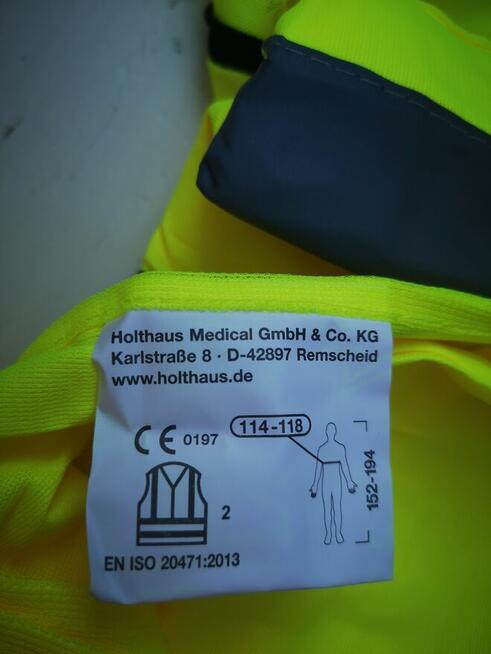 Holthaus Medical GmbH & Co. KG
Karlstraße 8 · D-42897 Remscheid
www.holthaus.de
CE 0197
114-118
152-194
2
EN ISO 20471:2013